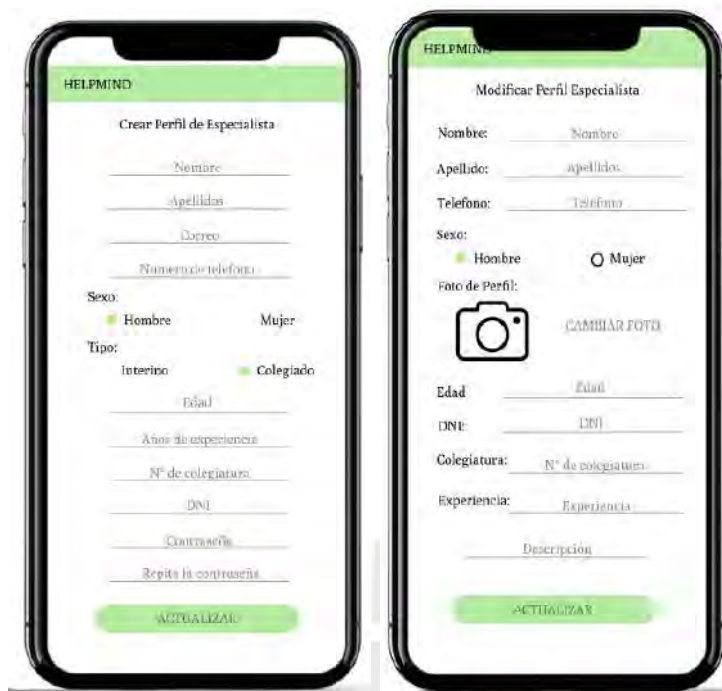 HELPMIND
Crear Perfil de Especialista
Nombre
Apellidos
Correo
Numero de telefono
Sexo:
Hombre Mujer
Tipo:
Interino Colegiado
Edad
Años de experiencia
N° de colegiatura
DNI
Contraseña
Repita la contraseña
ACTUALIZAR
HELPMIND
Modificar Perfil Especialista
Nombre: Nombre
Apellido: Apellidos
Telefono: Telefono
Sexo:
Hombre Mujer
Foto de Perfil:
CAMBIAR FOTO
Edad Edad
DNI: DNI
Colegiatura: N° de colegiatura
Experiencia: Experiencia
Descripción
ACTUALIZAR